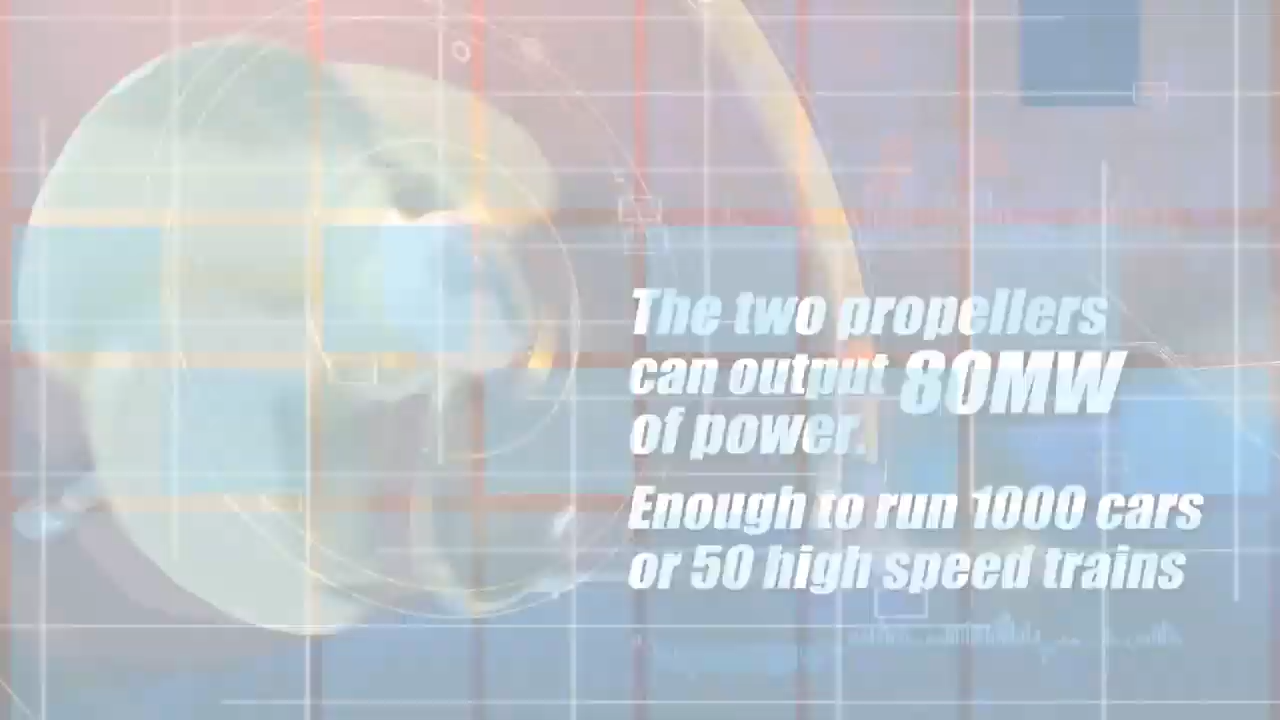 The two propellers
can output 80MW
of power.
Enough to run 1000 cars
or 50 high speed trains